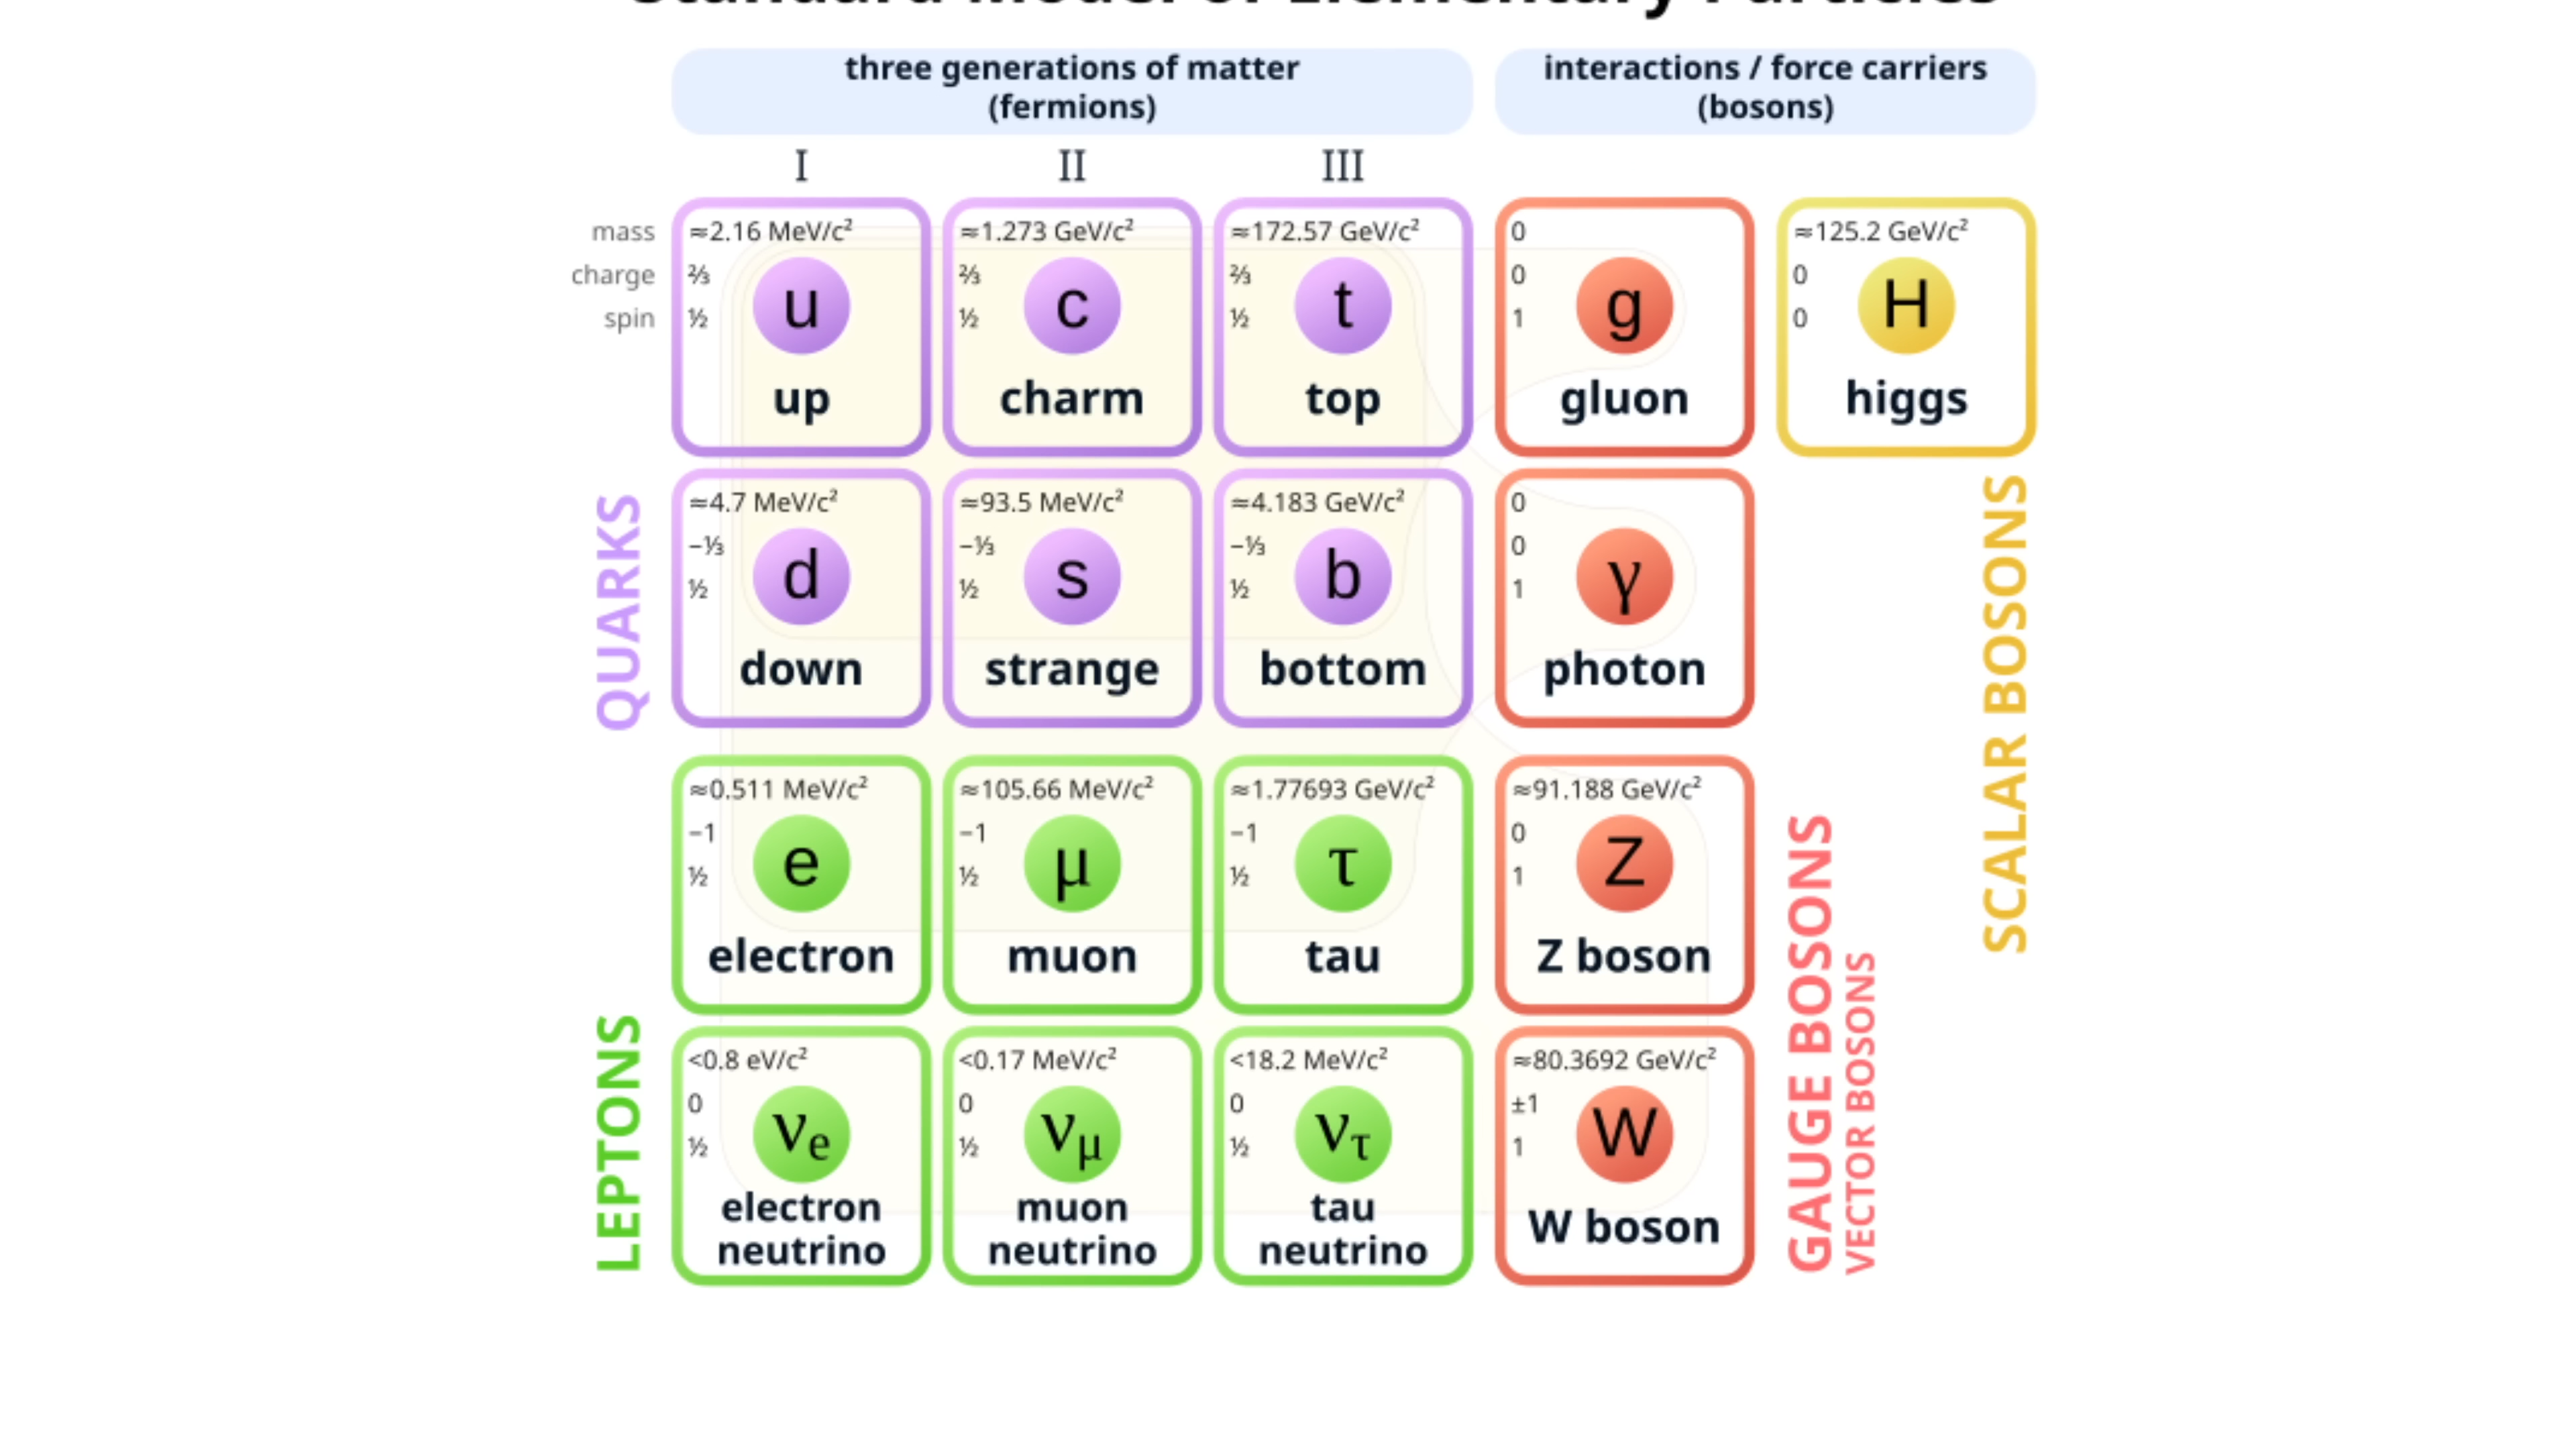 Standard Model of Elementary Particles
three generations of matter
(fermions)
interactions / force carriers
(bosons)
I
II
III
mass
charge
spin
≃2.16 MeV/c²
⅔
½
u
up
≃1.273 GeV/c²
⅔
½
c
charm
≃172.57 GeV/c²
⅔
½
t
top
0
0
1
g
gluon
≃125.2 GeV/c²
0
0
H
higgs
QUARKS
≃4.7 MeV/c²
−⅓
½
d
down
≃93.5 MeV/c²
−⅓
½
s
strange
≃4.183 GeV/c²
−⅓
½
b
bottom
0
0
1
γ
photon
SCALAR BOSONS
≃0.511 MeV/c²
−1
½
e
electron
≃105.66 MeV/c²
−1
½
μ
muon
≃1.77693 GeV/c²
−1
½
τ
tau
≃91.188 GeV/c²
0
1
Z
Z boson
LEPTONS
<0.8 eV/c²
0
½
νe
electron
neutrino
<0.17 MeV/c²
0
½
νμ
muon
neutrino
<18.2 MeV/c²
0
½
ντ
tau
neutrino
≃80.3692 GeV/c²
±1
1
W
W boson
GAUGE BOSONS
VECTOR BOSONS